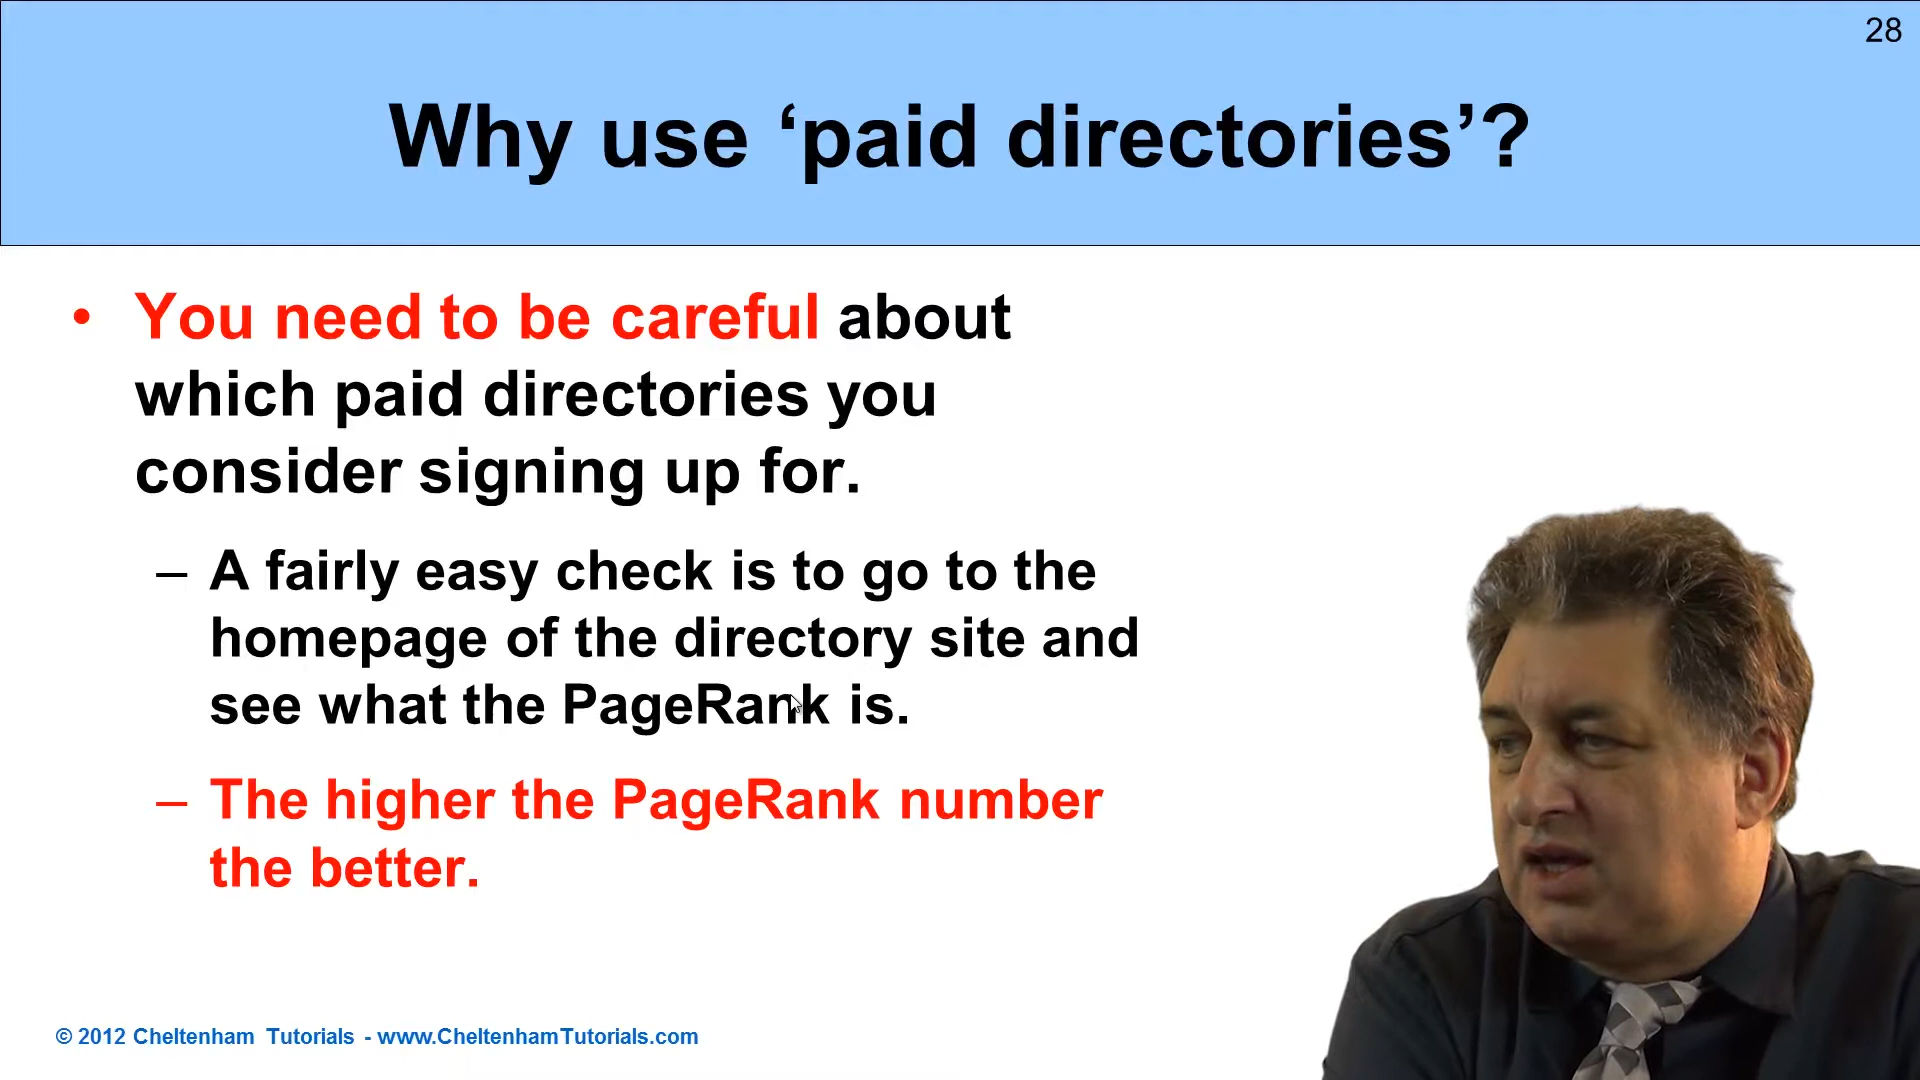 28
Why use ‘paid directories’?
• You need to be careful about
which paid directories you
consider signing up for.
– A fairly easy check is to go to the
homepage of the directory site and
see what the PageRank is.
– The higher the PageRank number
the better.
© 2012 Cheltenham Tutorials - www.CheltenhamTutorials.com